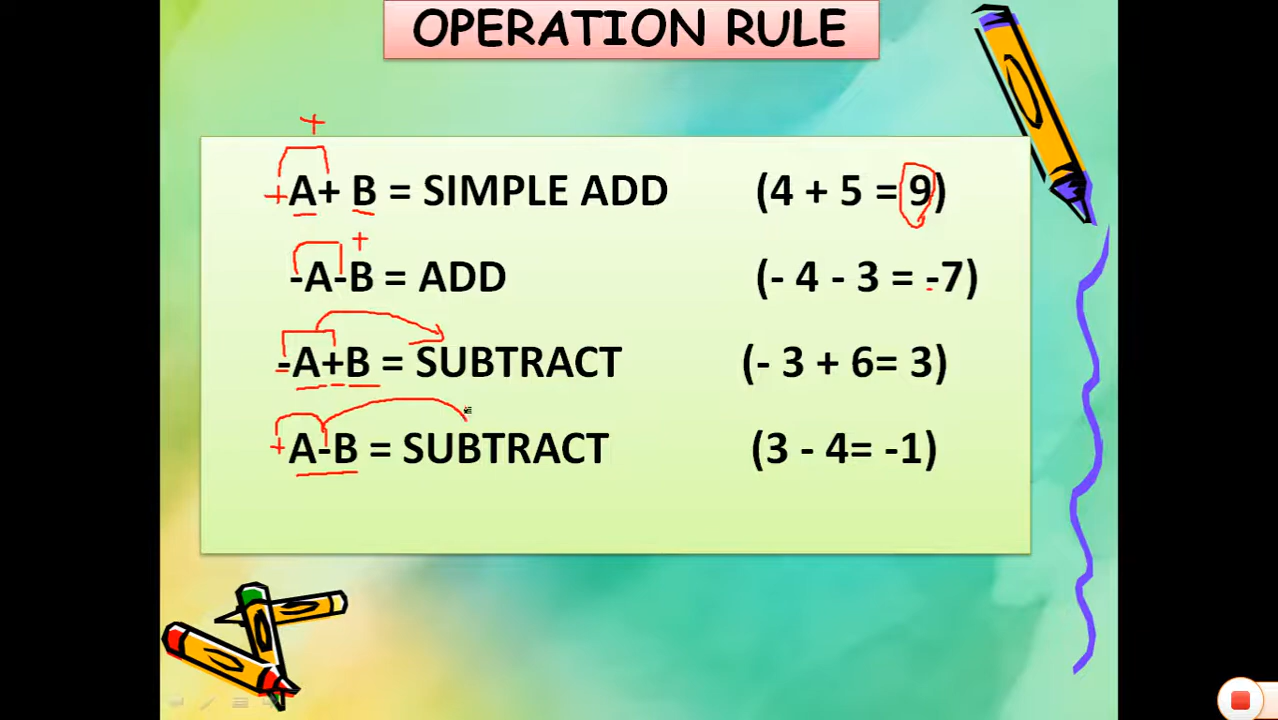 OPERATION RULE
+
+A+ B = SIMPLE ADD (4 + 5 = 9)
+
-A-B = ADD (- 4 - 3 = -7)
-A+B = SUBTRACT (- 3 + 6= 3)
+A-B = SUBTRACT (3 - 4= -1)